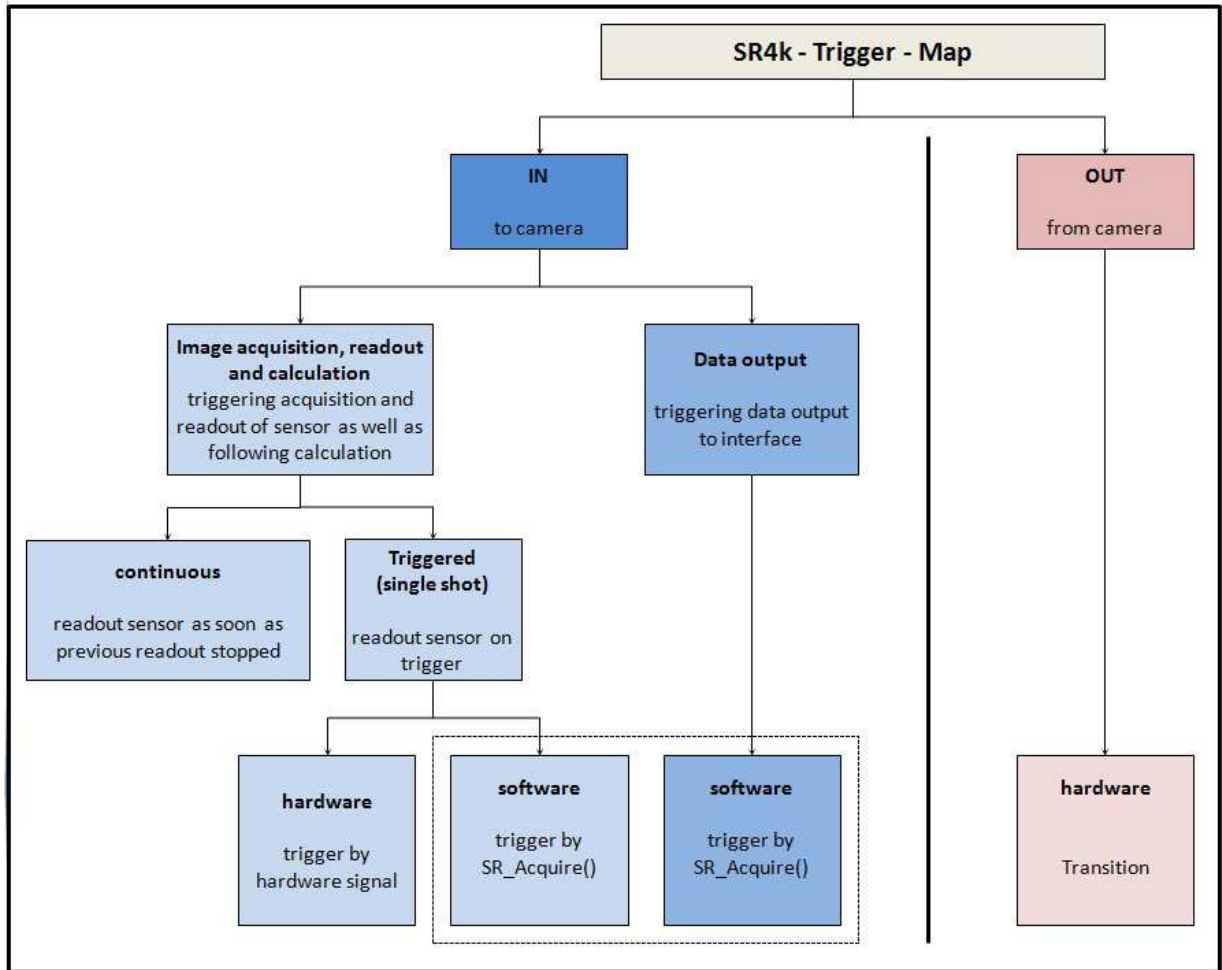 SR4k - Trigger - Map
IN
to camera
OUT
from camera
Image acquisition, readout
and calculation
triggering acquisition and
readout of sensor as well as
following calculation
Data output
triggering data output
to interface
continuous
readout sensor as soon as
previous readout stopped
Triggered
(single shot)
readout sensor on
trigger
hardware
trigger by
hardware signal
software
trigger by
SR_Acquire()
software
trigger by
SR_Acquire()
hardware
Transition